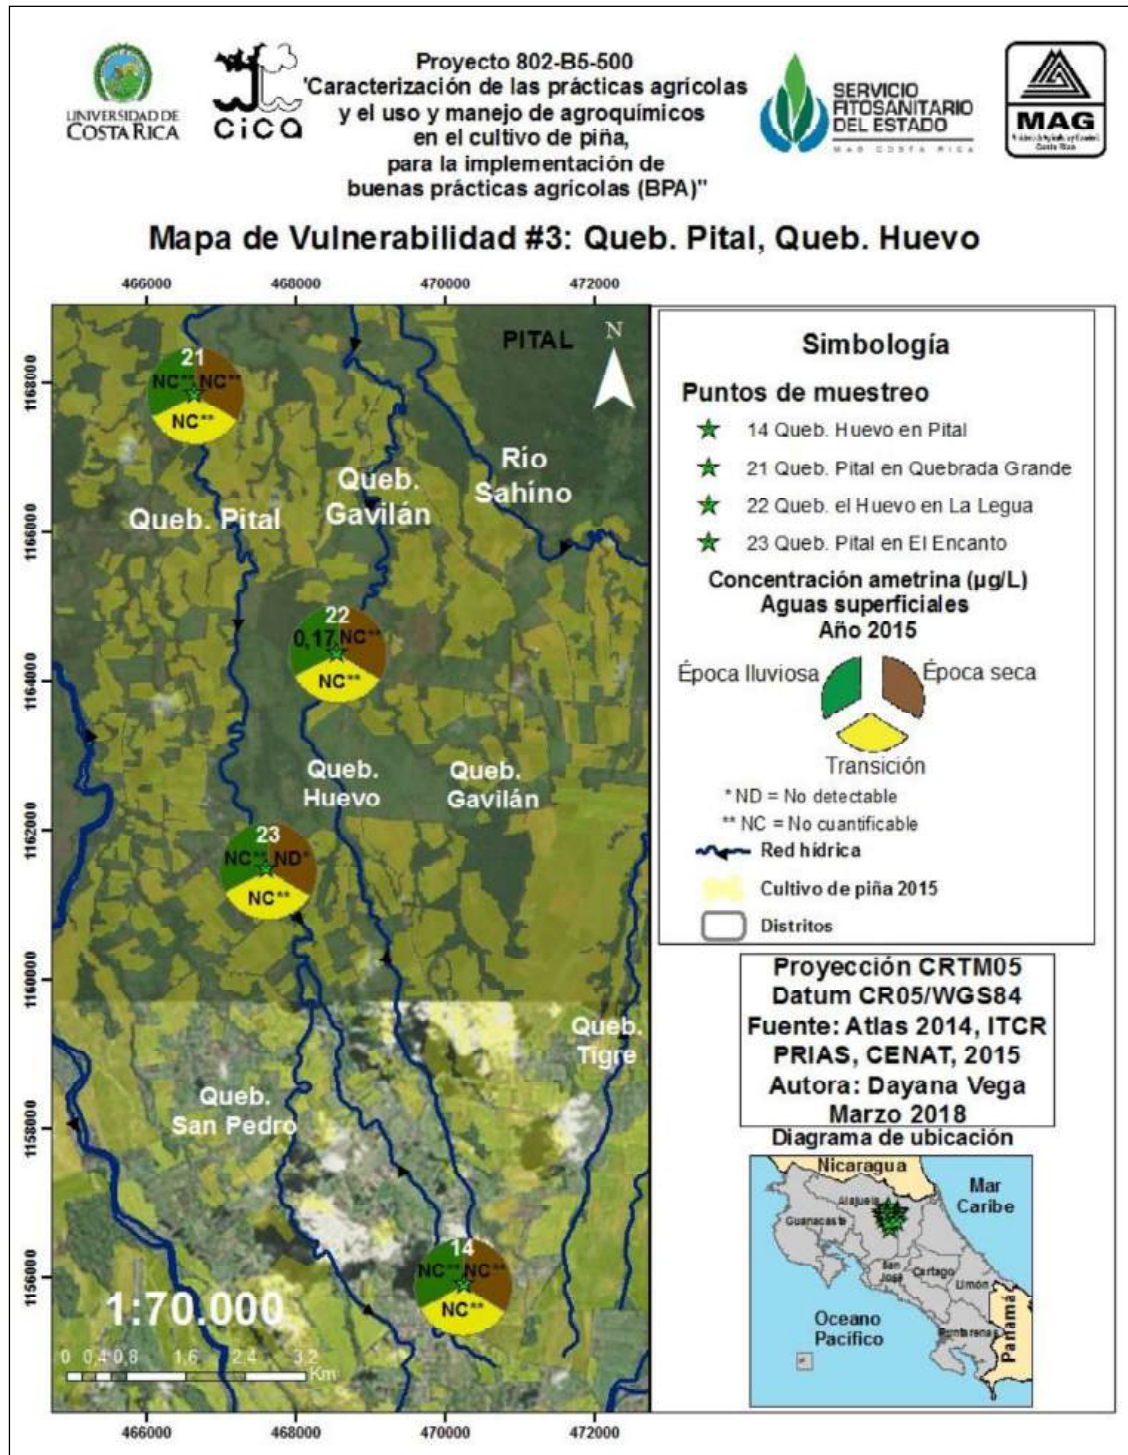 UNIVERSIDAD DE
COSTA RICA
cica
Proyecto 802-B5-500
"Caracterización de las prácticas agrícolas
y el uso y manejo de agroquímicos
en el cultivo de piña,
para la implementación de
buenas prácticas agrícolas (BPA)"
SERVICIO
FITOSANITARIO
DEL ESTADO
MAG COSTA RICA
MAG
Costa Rica
Mapa de Vulnerabilidad #3: Queb. Pital, Queb. Huevo
466000 468000 470000 472000
1168000
1166000
1164000
1162000
1160000
1158000
1156000
PITAL
N
21
NC** NC**
NC**
Queb. Pital
Queb.
Gavilán
Río
Sahíno
22
0,17 NC**
NC**
Queb.
Huevo
Queb.
Gavilán
23
NC** ND*
NC**
Queb.
Tigre
Queb.
San Pedro
14
NC** NC**
NC**
1:70.000
0 0,4 0,8 1,6 2,4 3,2
Km
466000 468000 470000 472000
Simbología
Puntos de muestreo
14 Queb. Huevo en Pital
21 Queb. Pital en Quebrada Grande
22 Queb. el Huevo en La Legua
23 Queb. Pital en El Encanto
Concentración ametrina (µg/L)
Aguas superficiales
Año 2015
Época lluviosa
Época seca
Transición
* ND = No detectable
** NC = No cuantificable
Red hídrica
Cultivo de piña 2015
Distritos
Proyección CRTM05
Datum CR05/WGS84
Fuente: Atlas 2014, ITCR
PRIAS, CENAT, 2015
Autora: Dayana Vega
Marzo 2018
Diagrama de ubicación
Nicaragua
Mar
Caribe
Alajuela
Guanacaste
San
José
Cartago
Limón
Oceano
Pacífico
Puntarenas
Panamá